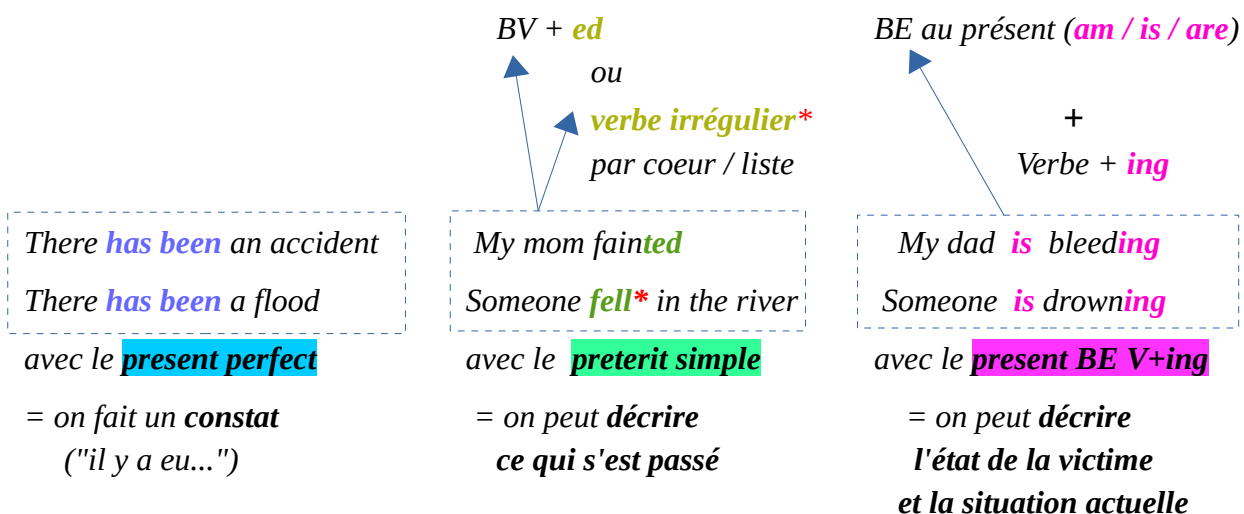 There has been an accident
There has been a flood
avec le present perfect
= on fait un constat
("il y a eu...")
BV + ed
ou
verbe irrégulier*
par coeur / liste
My mom fainted
Someone fell* in the river
avec le preterit simple
= on peut décrire
ce qui s'est passé
BE au présent (am / is / are)
+
Verbe + ing
My dad is bleeding
Someone is drowning
avec le present BE V+ing
= on peut décrire
l'état de la victime
et la situation actuelle